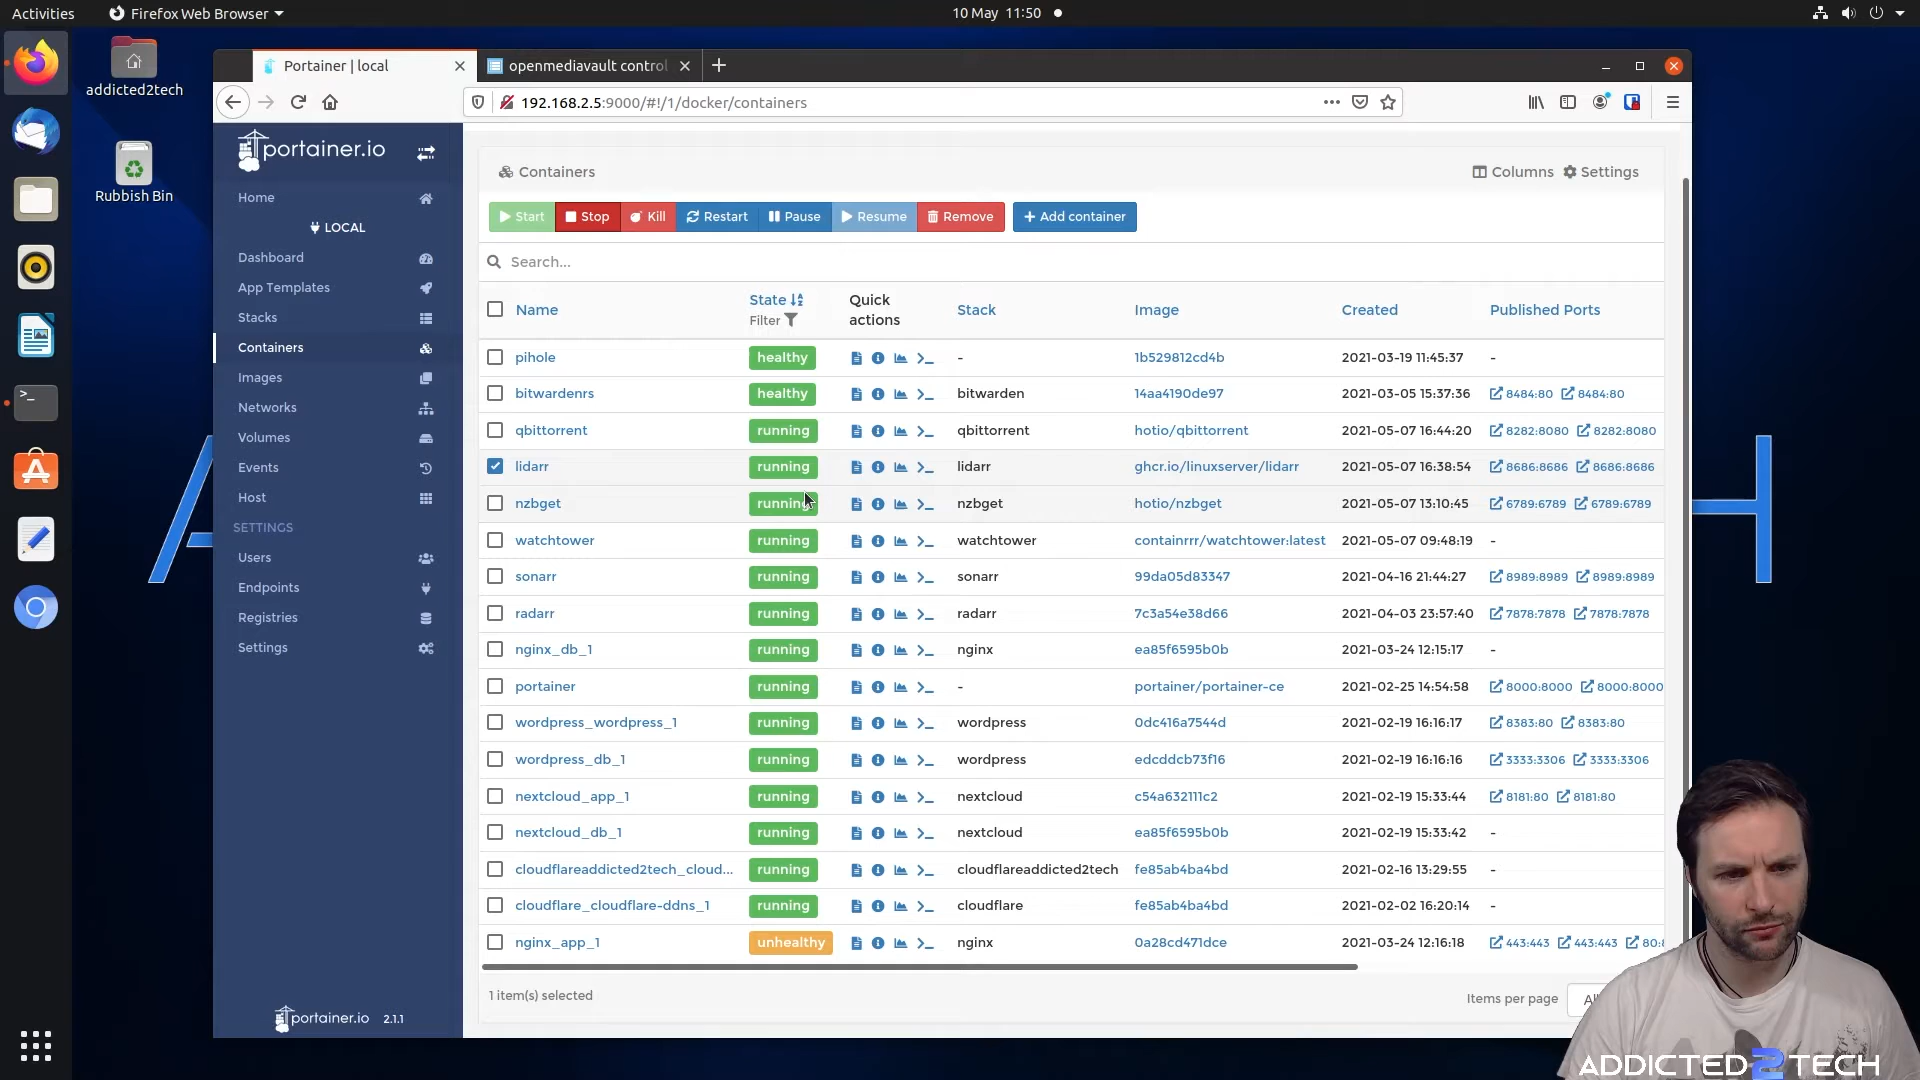 Activities Firefox Web Browser 10 May 11:50
addicted2tech
Rubbish Bin
Portainer | local openmediavault control +
192.168.2.5:9000/#!/1/docker/containers
portainer.io
Home
LOCAL
Dashboard
App Templates
Stacks
Containers
Images
Networks
Volumes
Events
Host
SETTINGS
Users
Endpoints
Registries
Settings
portainer.io 2.1.1
Containers Columns Settings
Start Stop Kill Restart Pause Resume Remove + Add container
Search...
Name State Filter Quick actions Stack Image Created Published Ports
pihole healthy - 1b529812cd4b 2021-03-19 11:45:37 -
bitwardenrs healthy bitwarden 14aa4190de97 2021-03-05 15:37:36 8484:80 8484:80
qbittorrent running qbittorrent hotio/qbittorrent 2021-05-07 16:44:20 8282:8080 8282:8080
lidarr running lidarr ghcr.io/linuxserver/lidarr 2021-05-07 16:38:54 8686:8686 8686:8686
nzbget running nzbget hotio/nzbget 2021-05-07 13:10:45 6789:6789 6789:6789
watchtower running watchtower containrrr/watchtower:latest 2021-05-07 09:48:19 -
sonarr running sonarr 99da05d83347 2021-04-16 21:44:27 8989:8989 8989:8989
radarr running radarr 7c3a54e38d66 2021-04-03 23:57:40 7878:7878 7878:7878
nginx_db_1 running nginx ea85f6595b0b 2021-03-24 12:15:17 -
portainer running - portainer/portainer-ce 2021-02-25 14:54:58 8000:8000 8000:8000
wordpress_wordpress_1 running wordpress 0dc416a7544d 2021-02-19 16:16:17 8383:80 8383:80
wordpress_db_1 running wordpress edcddcb73f16 2021-02-19 16:16:16 3333:3306 3333:3306
nextcloud_app_1 running nextcloud c54a632111c2 2021-02-19 15:33:44 8181:80 8181:80
nextcloud_db_1 running nextcloud ea85f6595b0b 2021-02-19 15:33:42 -
cloudflareaddicted2tech_cloud... running cloudflareaddicted2tech fe85ab4ba4bd 2021-02-16 13:29:55 -
cloudflare_cloudflare-ddns_1 running cloudflare fe85ab4ba4bd 2021-02-02 16:20:14 -
nginx_app_1 unhealthy nginx 0a28cd471dce 2021-03-24 12:16:18 443:443 443:443 80:
1 item(s) selected Items per page
ADDICTED2TECH